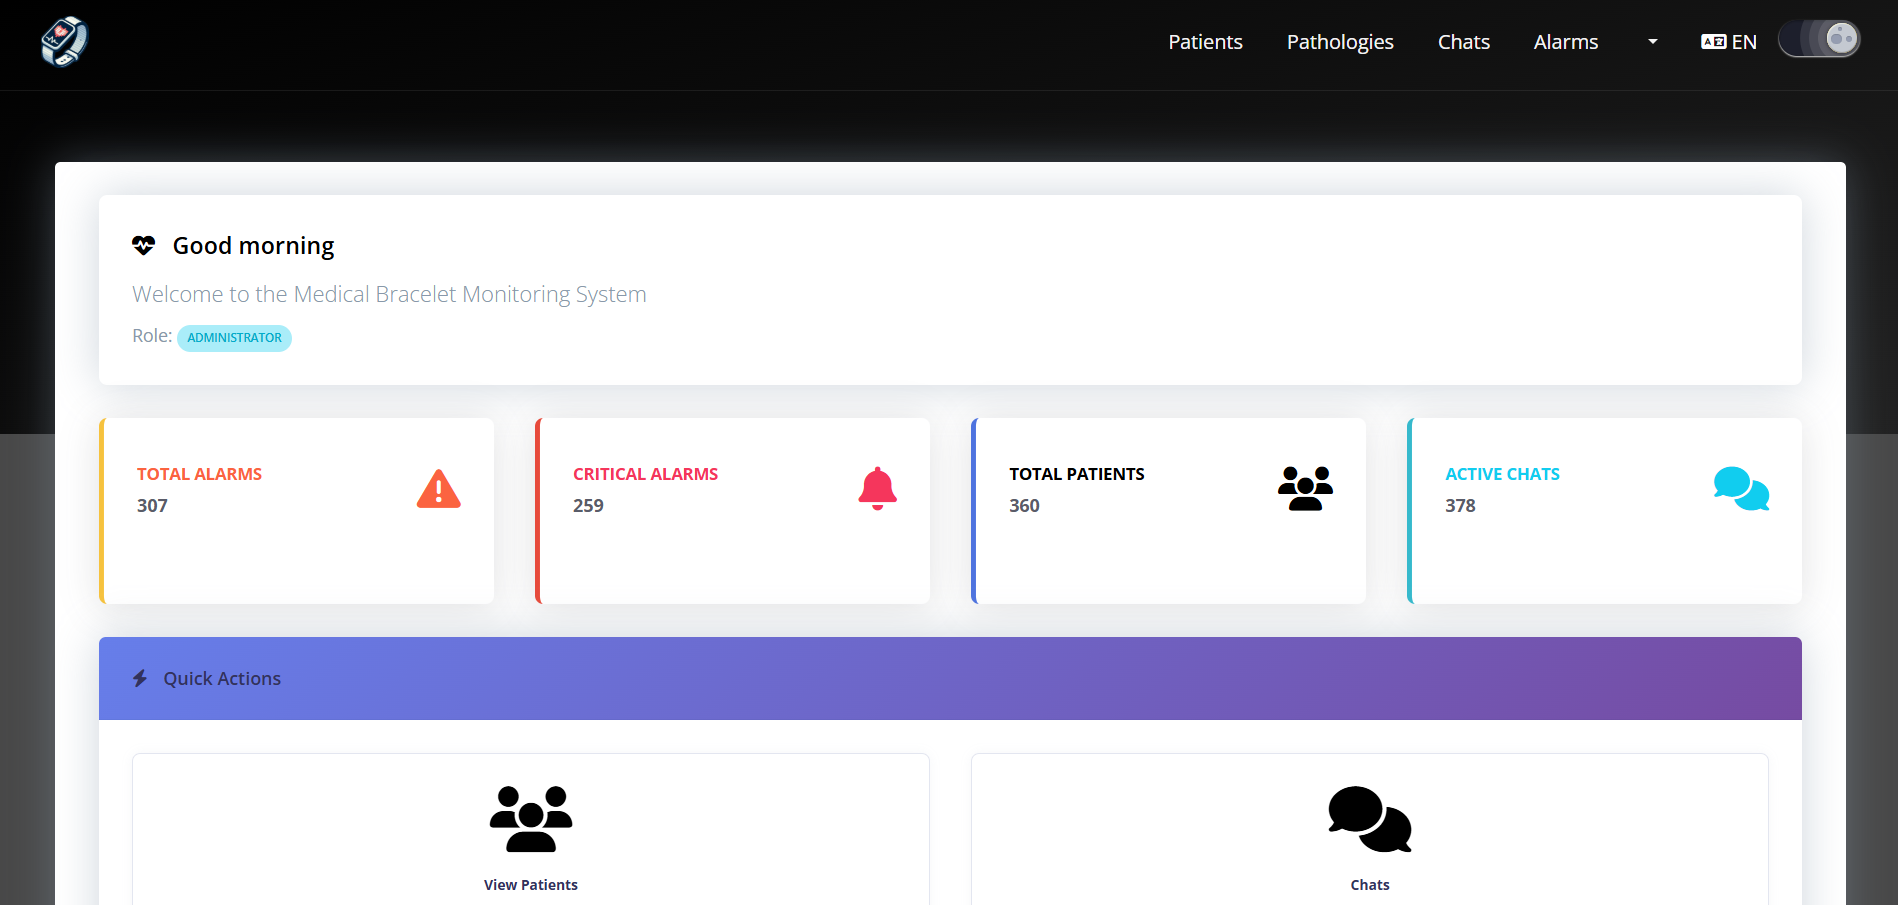 Patients Pathologies Chats Alarms EN
Good morning
Welcome to the Medical Bracelet Monitoring System
Role: ADMINISTRATOR
TOTAL ALARMS
307
CRITICAL ALARMS
259
TOTAL PATIENTS
360
ACTIVE CHATS
378
Quick Actions
View Patients
Chats